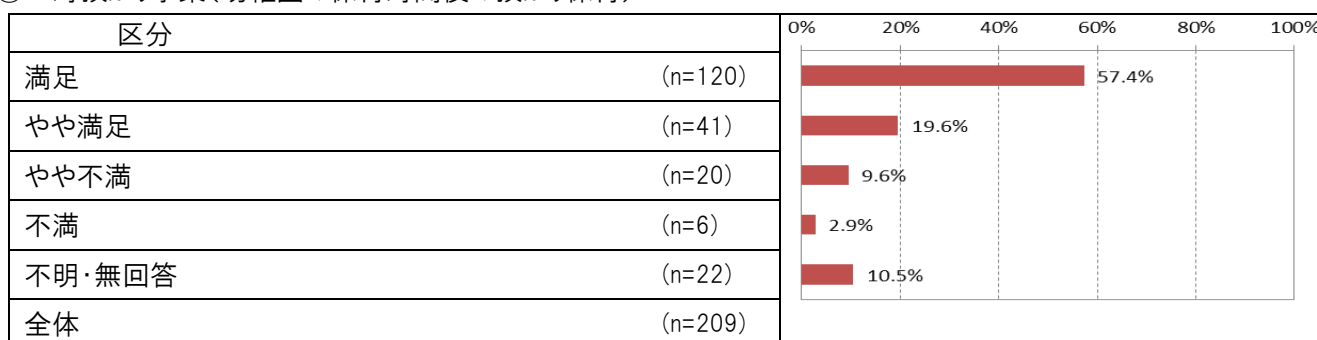 区分
0% 20% 40% 60% 80% 100%
満足 (n=120) 57.4%
やや満足 (n=41) 19.6%
やや不満 (n=20) 9.6%
不満 (n=6) 2.9%
不明・無回答 (n=22) 10.5%
全体 (n=209)